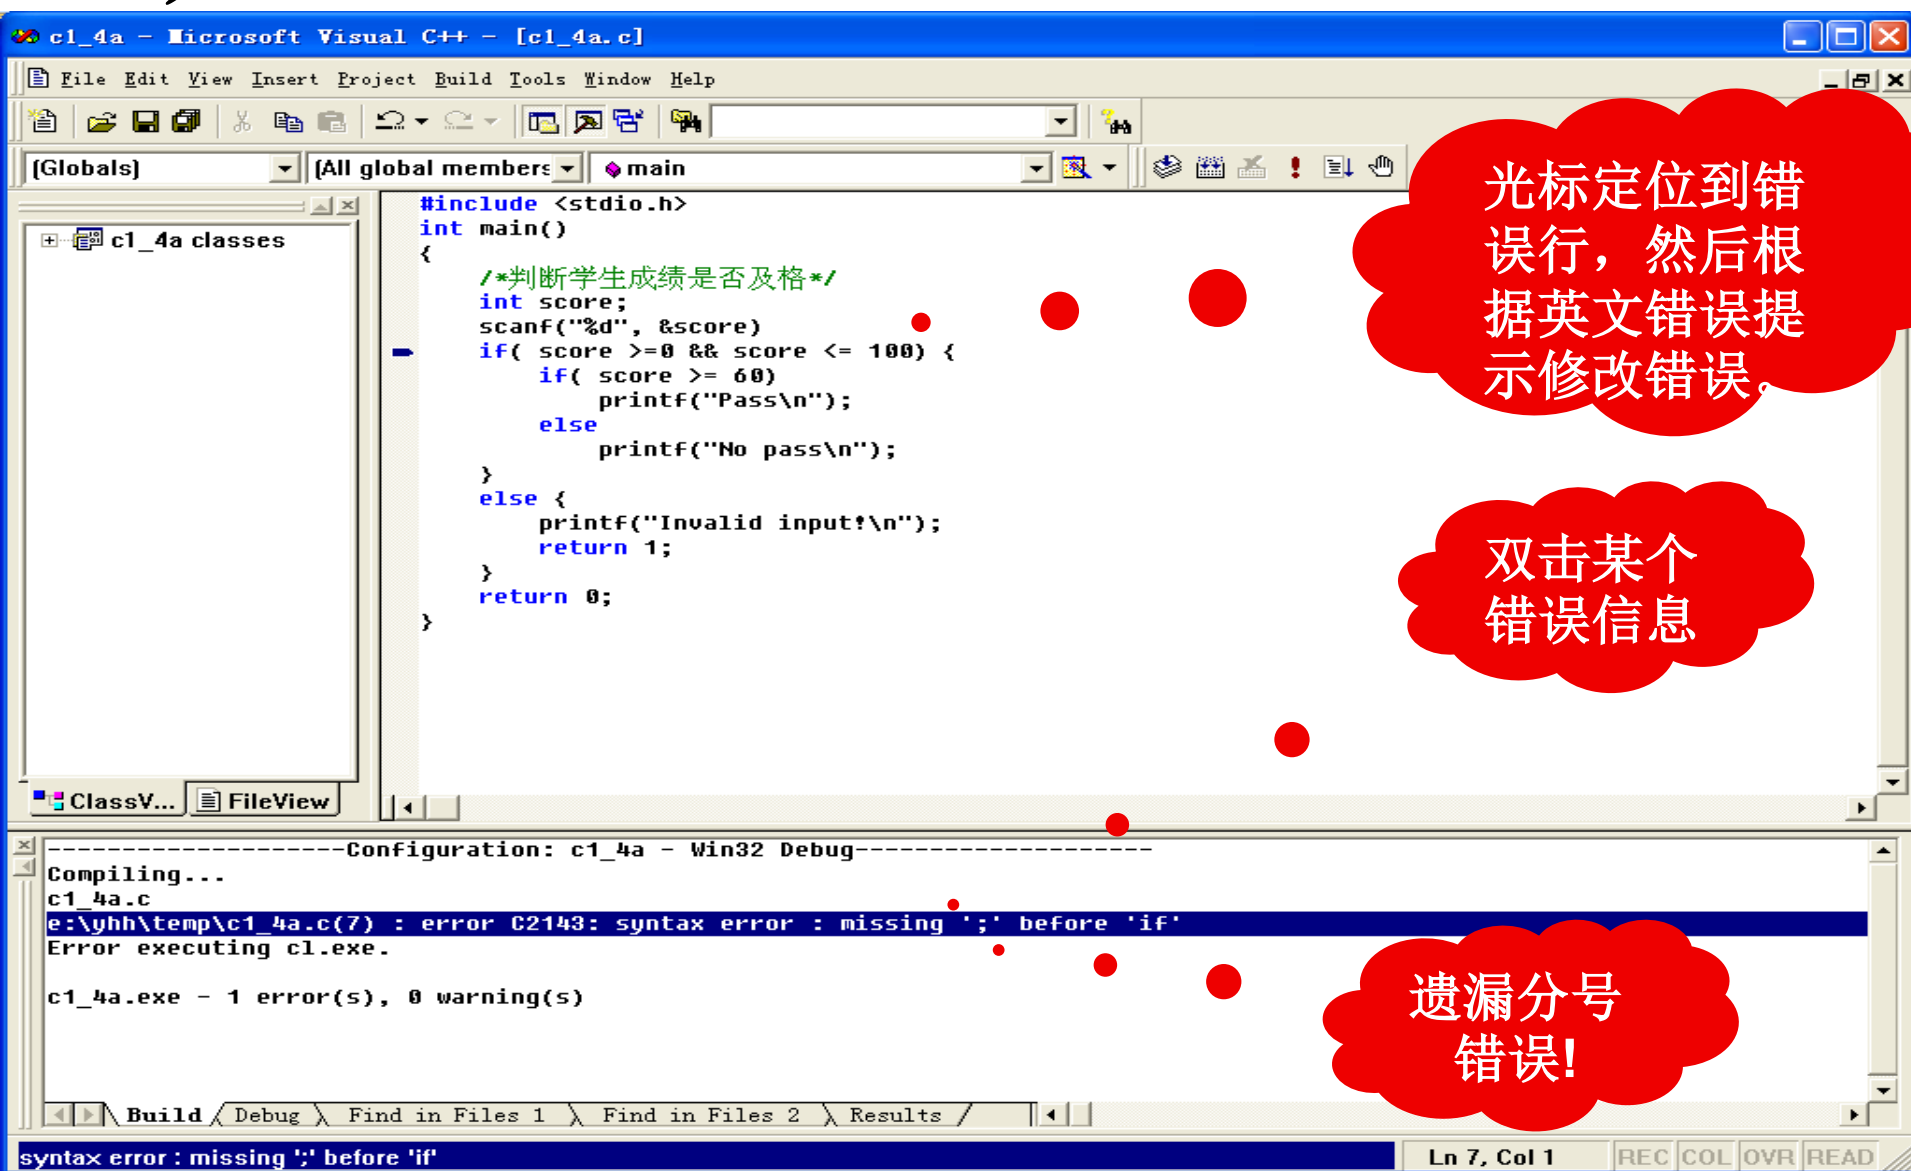 c1_4a - Microsoft Visual C++ - [c1_4a.c]
File Edit View Insert Project Build Tools Window Help
(Globals)
(All global members
main
c1_4a classes
ClassV...
FileView
#include <stdio.h>
int main()
{
/*判断学生成绩是否及格*/
int score;
scanf("%d", &score)
if( score >=0 && score <= 100) {
if( score >= 60)
printf("Pass\n");
else
printf("No pass\n");
}
else {
printf("Invalid input!\n");
return 1;
}
return 0;
}
光标定位到错
误行，然后根
据英文错误提
示修改错误。
双击某个
错误信息
--------------------Configuration: c1_4a - Win32 Debug--------------------
Compiling...
c1_4a.c
e:\yhh\temp\c1_4a.c(7) : error C2143: syntax error : missing ';' before 'if'
Error executing cl.exe.
c1_4a.exe - 1 error(s), 0 warning(s)
遗漏分号
错误!
Build Debug Find in Files 1 Find in Files 2 Results
syntax error : missing ';' before 'if'
Ln 7, Col 1
REC COL OVR READ